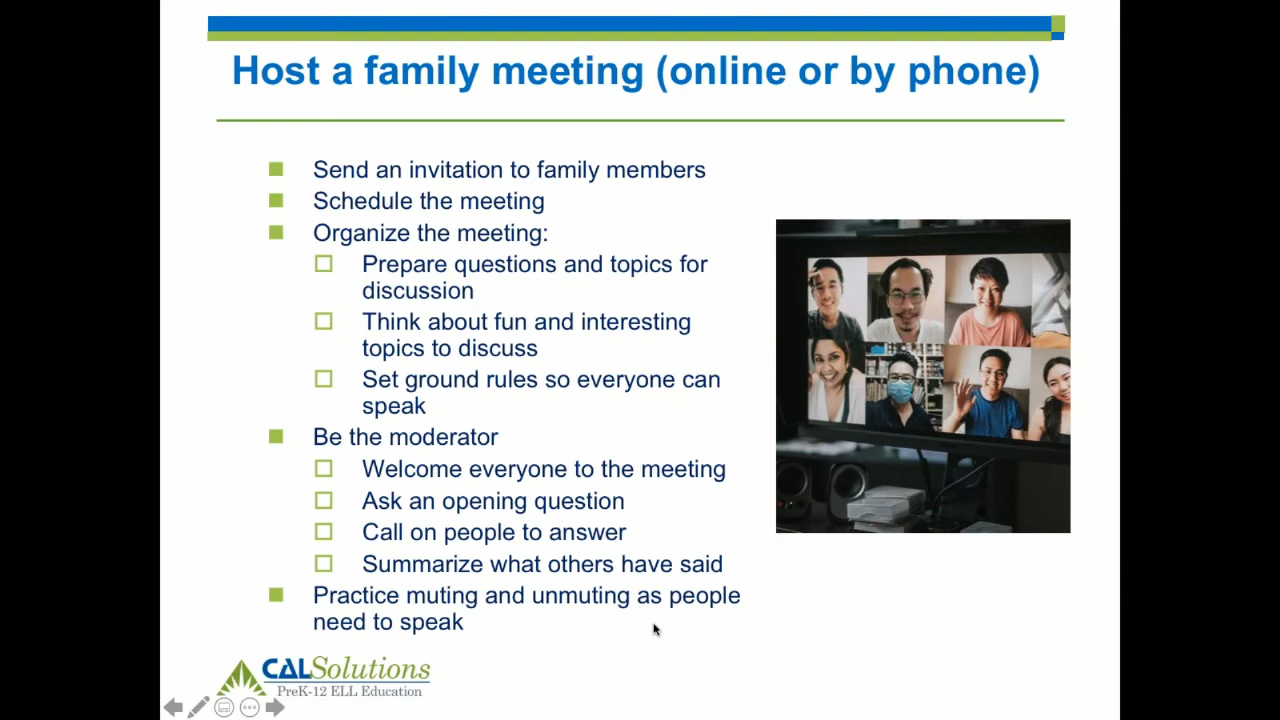 Host a family meeting (online or by phone)
Send an invitation to family members
Schedule the meeting
Organize the meeting:
Prepare questions and topics for
discussion
Think about fun and interesting
topics to discuss
Set ground rules so everyone can
speak
Be the moderator
Welcome everyone to the meeting
Ask an opening question
Call on people to answer
Summarize what others have said
Practice muting and unmuting as people
need to speak
CALSolutions
PreK-12 ELL Education